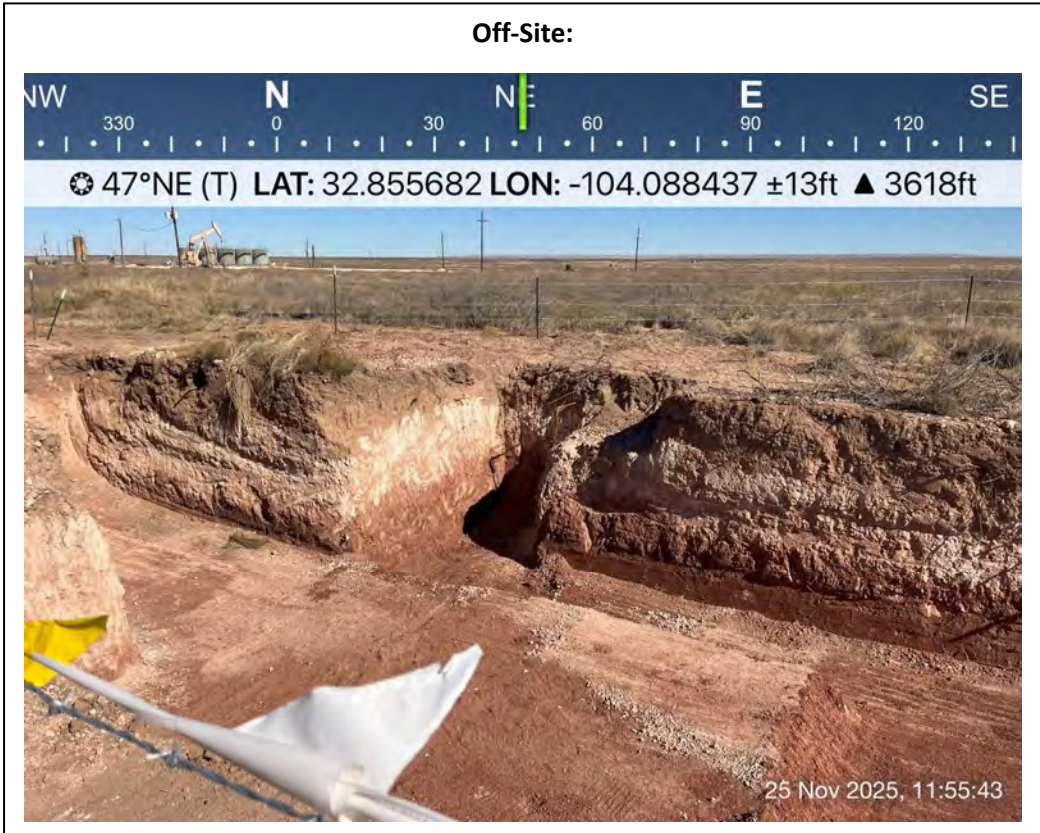 Off-Site:
NW N NE E SE
330 0 30 60 90 120
47°NE (T) LAT: 32.855682 LON: -104.088437 ±13ft ▲ 3618ft
25 Nov 2025, 11:55:43